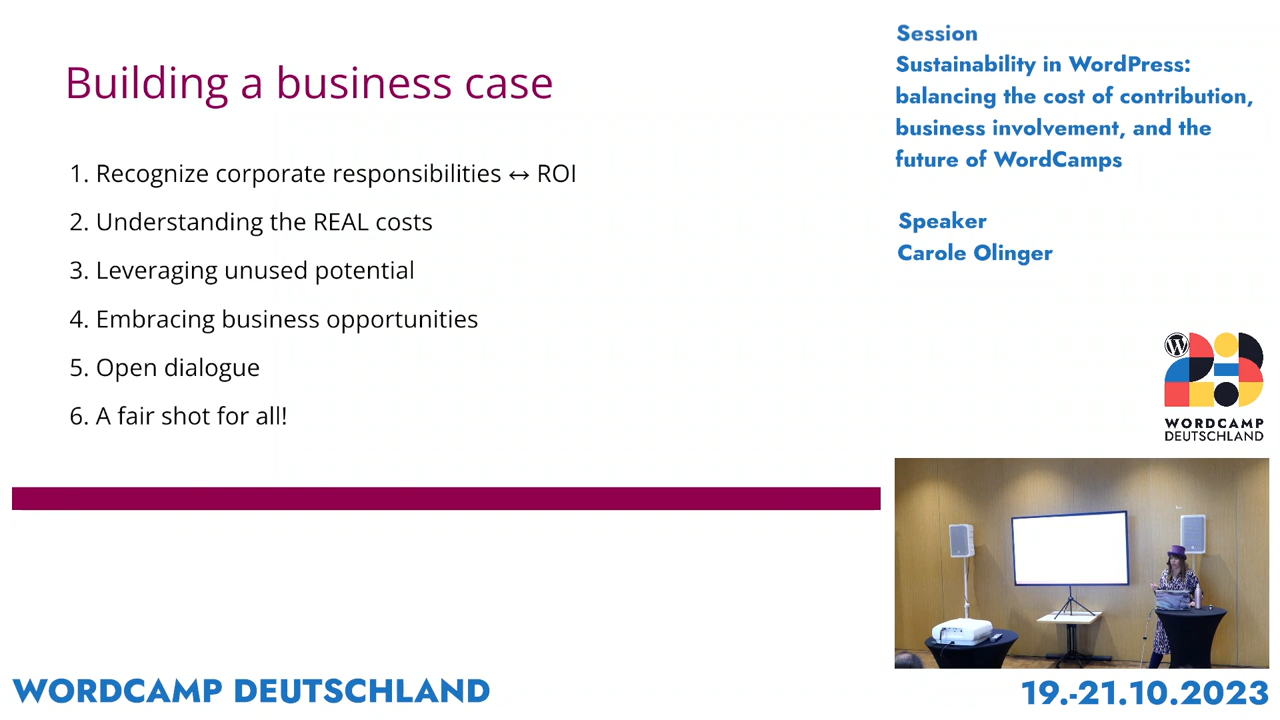 Building a business case
1. Recognize corporate responsibilities ↔ ROI
2. Understanding the REAL costs
3. Leveraging unused potential
4. Embracing business opportunities
5. Open dialogue
6. A fair shot for all!
Session
Sustainability in WordPress:
balancing the cost of contribution,
business involvement, and the
future of WordCamps
Speaker
Carole Olinger
WORDCAMP
DEUTSCHLAND
WORDCAMP DEUTSCHLAND
19.-21.10.2023